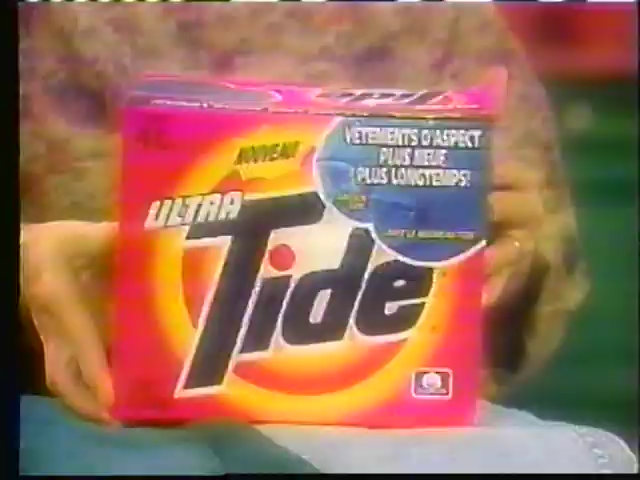 NOUVEAU!
VÊTEMENTS D'ASPECT
PLUS NEUF,
PLUS LONGTEMPS!
ULTRA
Tide